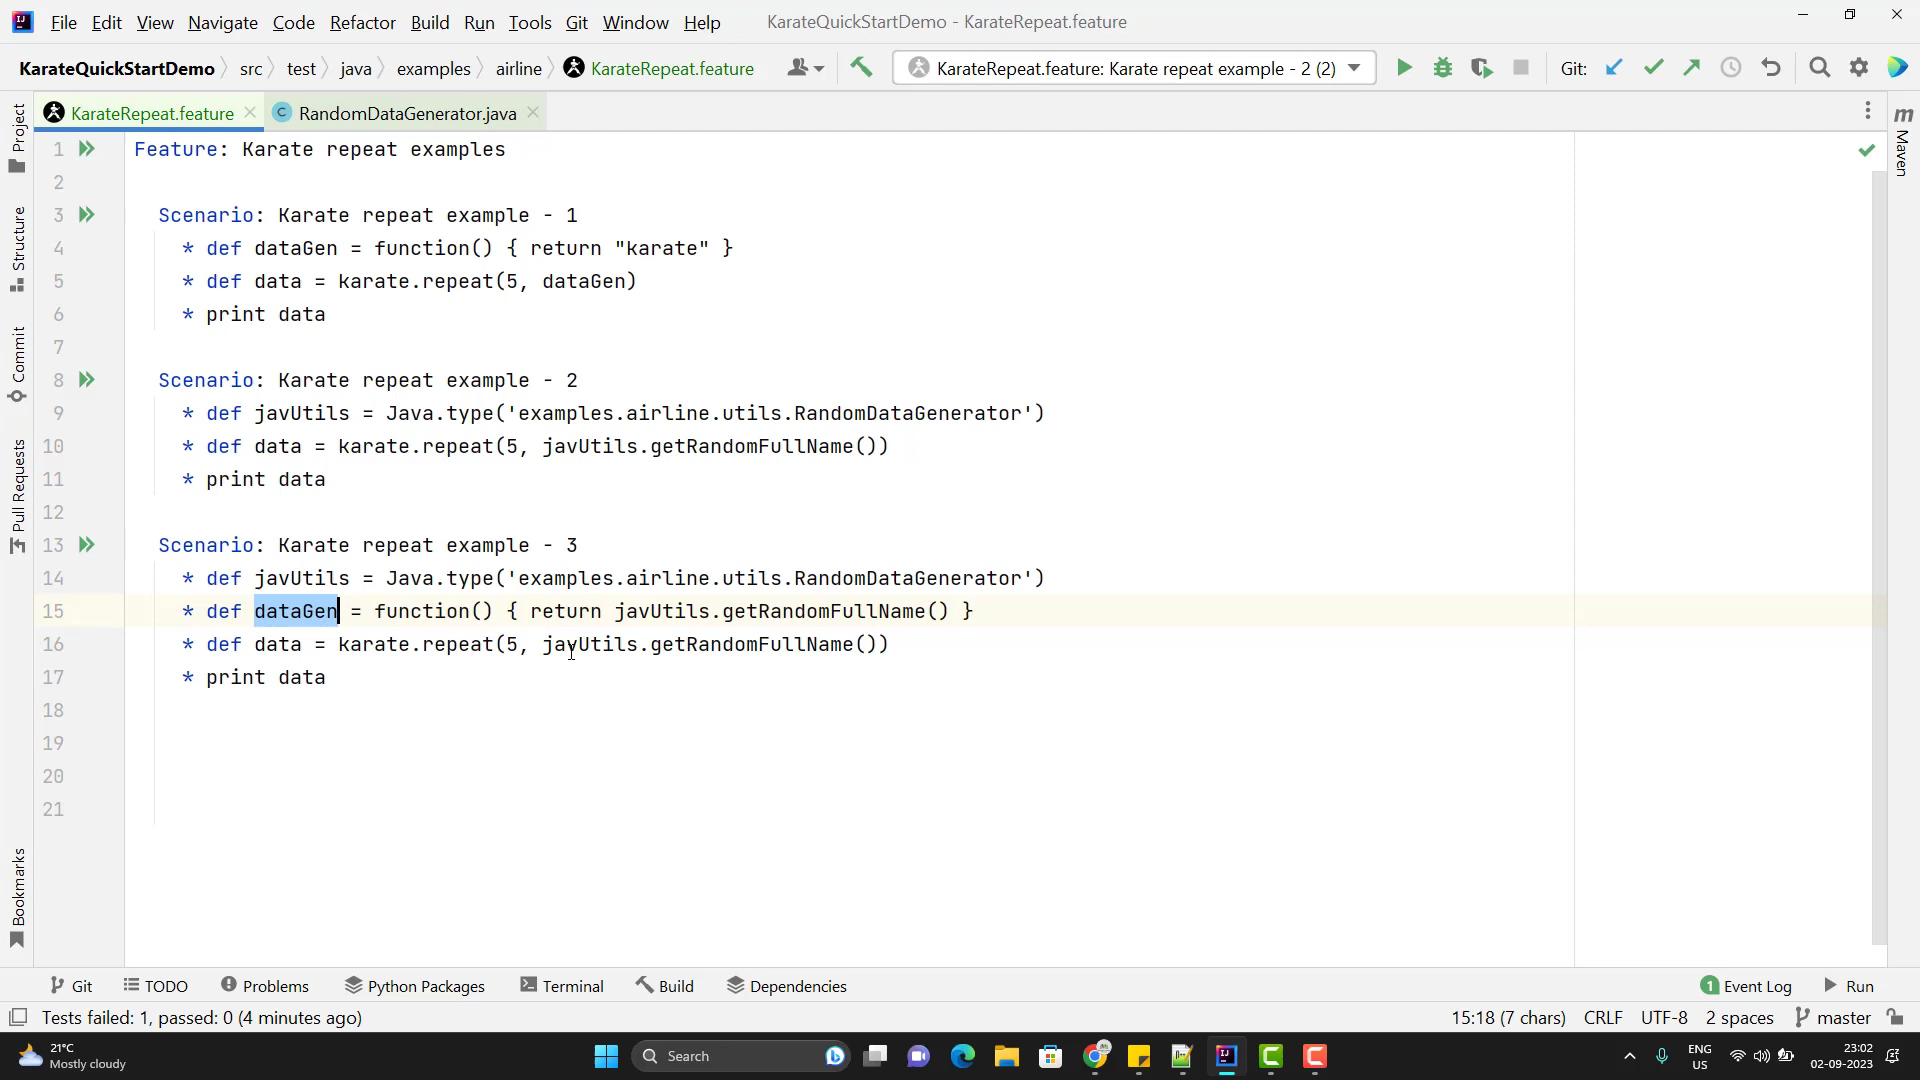 File Edit View Navigate Code Refactor Build Run Tools Git Window Help KarateQuickStartDemo - KarateRepeat.feature
KarateQuickStartDemo src test java examples airline KarateRepeat.feature KarateRepeat.feature: Karate repeat example - 2 (2) Git:
KarateRepeat.feature RandomDataGenerator.java
1 Feature: Karate repeat examples
2
3 Scenario: Karate repeat example - 1
4 * def dataGen = function() { return "karate" }
5 * def data = karate.repeat(5, dataGen)
6 * print data
7
8 Scenario: Karate repeat example - 2
9 * def javUtils = Java.type('examples.airline.utils.RandomDataGenerator')
10 * def data = karate.repeat(5, javUtils.getRandomFullName())
11 * print data
12
13 Scenario: Karate repeat example - 3
14 * def javUtils = Java.type('examples.airline.utils.RandomDataGenerator')
15 * def dataGen = function() { return javUtils.getRandomFullName() }
16 * def data = karate.repeat(5, javUtils.getRandomFullName())
17 * print data
18
19
20
21
Project
Structure
Commit
Pull Requests
Bookmarks
m Maven
Git TODO Problems Python Packages Terminal Build Dependencies 1 Event Log Run
Tests failed: 1, passed: 0 (4 minutes ago) 15:18 (7 chars) CRLF UTF-8 2 spaces master
21°C
Mostly cloudy
Search
ENG
US
23:02
02-09-2023